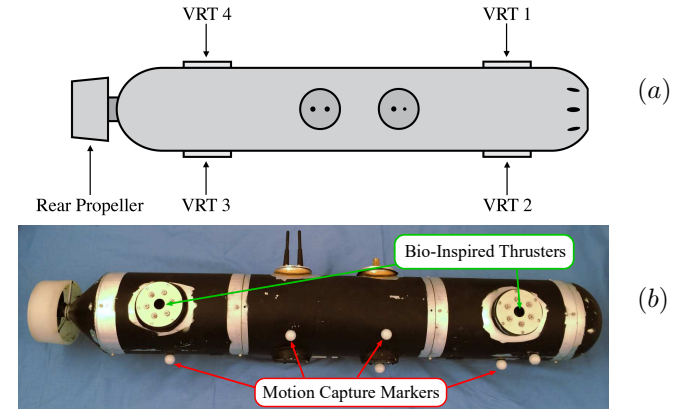 VRT 4
VRT 1
(a)
Rear Propeller
VRT 3
VRT 2
Bio-Inspired Thrusters
(b)
Motion Capture Markers